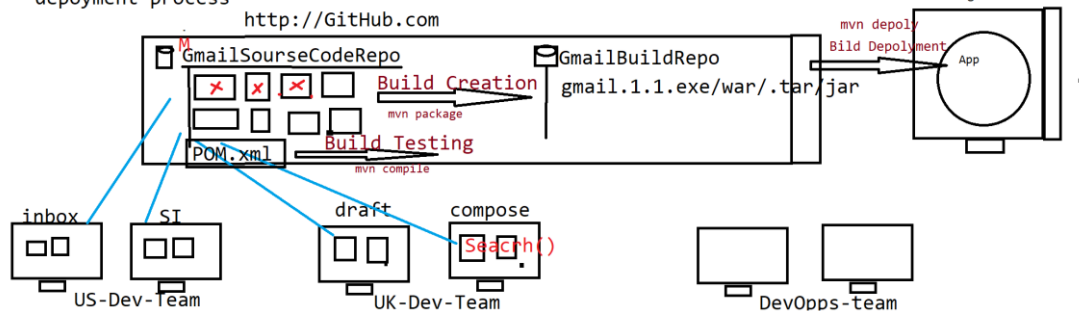 depoyment process
http://GitHub.com
M
GmailSourseCodeRepo
GmailBuildRepo
mvn depoly
Bild Depolyment
App
Build Creation
mvn package
gmail.1.1.exe/war/.tar/jar
POM.xml
Build Testing
mvn compile
inbox
SI
draft
compose
Seacrh()
US-Dev-Team
UK-Dev-Team
DevOpps-team